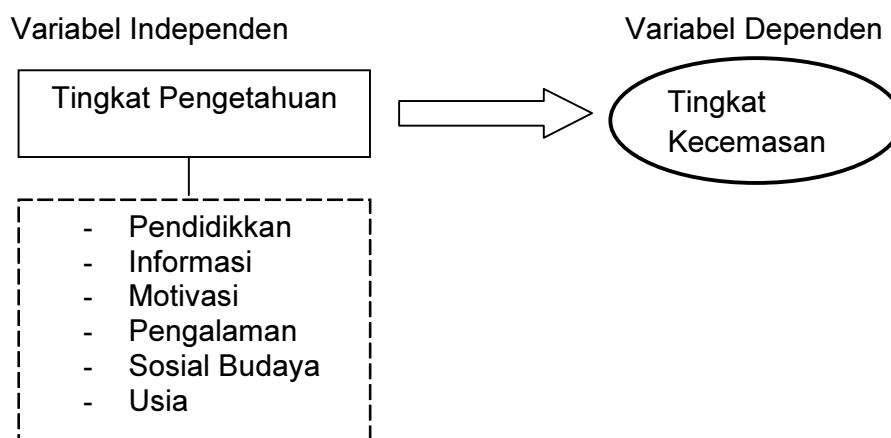 Variabel Independen
Variabel Dependen
Tingkat Pengetahuan
Tingkat
Kecemasan
- Pendidikkan
- Informasi
- Motivasi
- Pengalaman
- Sosial Budaya
- Usia